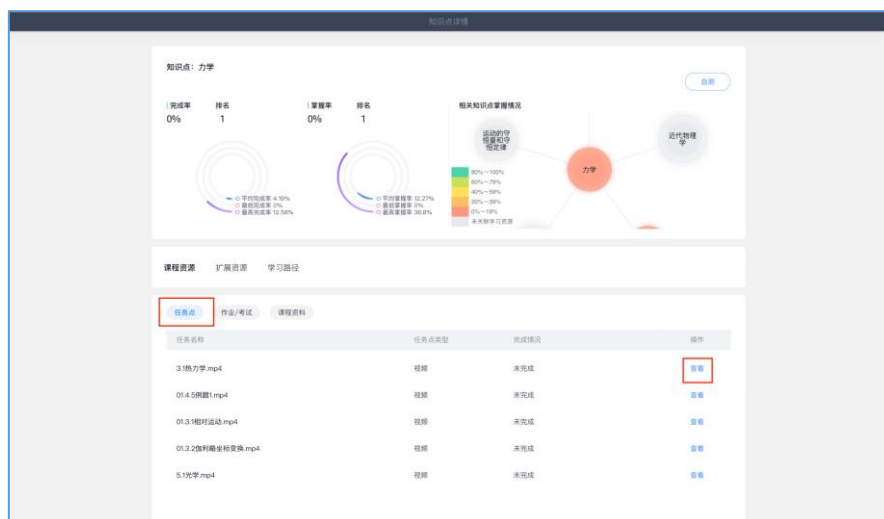 知识点详情
知识点：力学
自测
完成率 排名 掌握率 排名 相关知识点掌握情况
0% 1 0% 1
运动的守恒量和守恒定律
近代物理学
力学
80%~100%
60%~79%
40%~59%
20%~39%
0%~19%
未关联学习资源
平均完成率 4.19%
最低完成率 0%
最高完成率 12.58%
平均掌握率 12.27%
最低掌握率 0%
最高掌握率 36.8%
课程资源 扩展资源 学习路径
任务点 作业/考试 课程资料
任务名称 任务点类型 完成情况 操作
3.1热力学.mp4 视频 未完成 查看
01.4.5例题1.mp4 视频 未完成 查看
01.3.1相对运动.mp4 视频 未完成 查看
01.3.2伽利略坐标变换.mp4 视频 未完成 查看
5.1光学.mp4 视频 未完成 查看